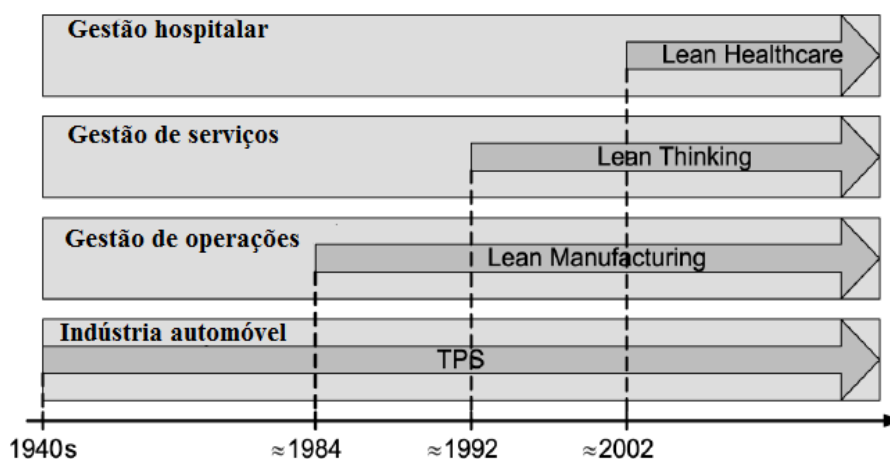 Gestão hospitalar
Lean Healthcare
Gestão de serviços
Lean Thinking
Gestão de operações
Lean Manufacturing
Indústria automóvel
TPS
1940s ≈1984 ≈1992 ≈2002